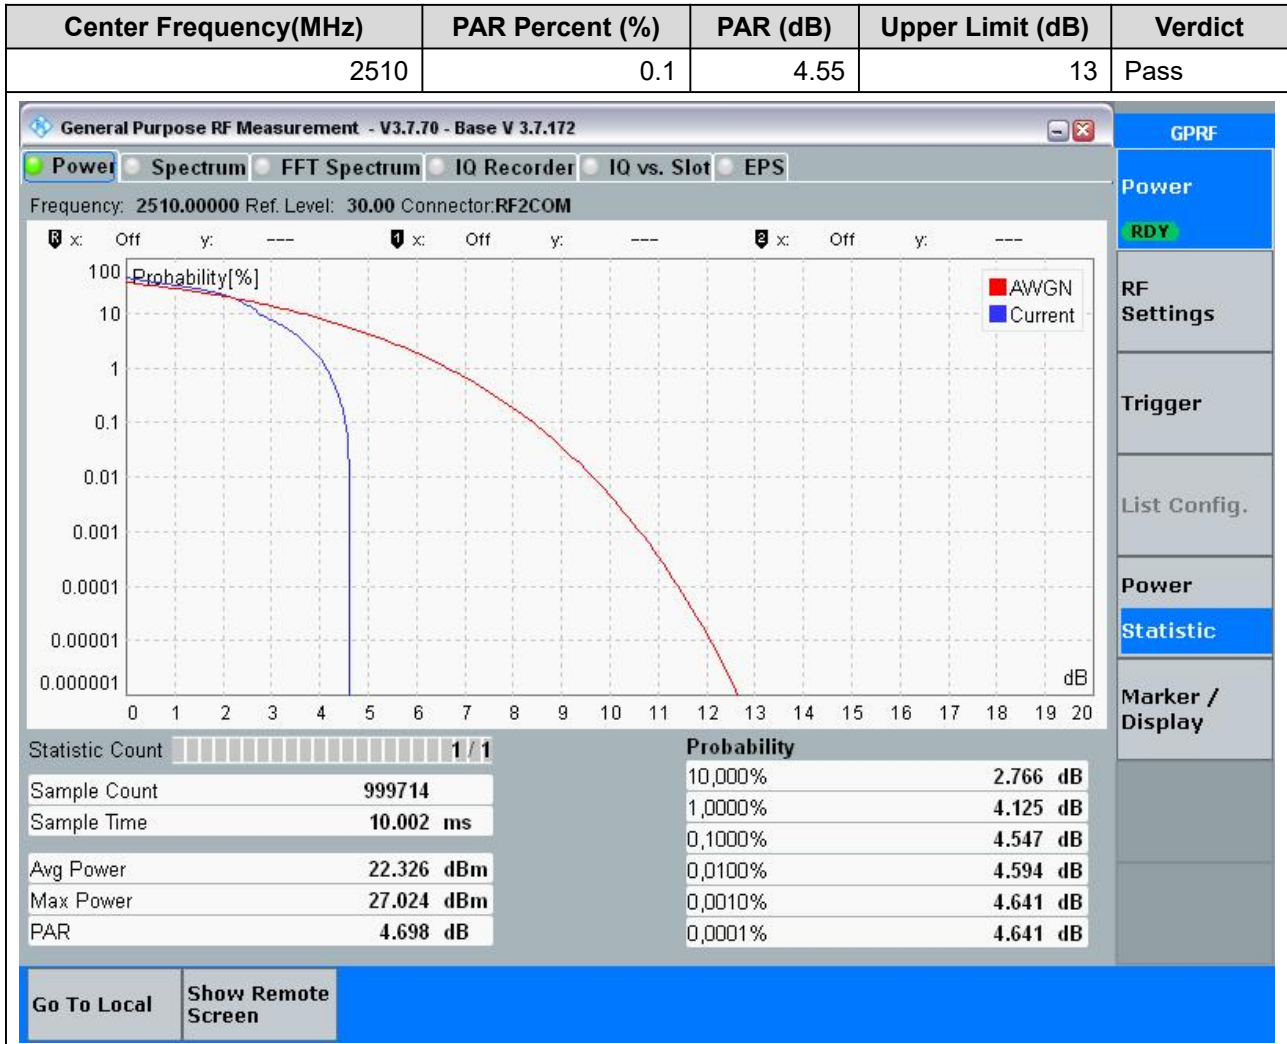 Center Frequency(MHz) PAR Percent (%) PAR (dB) Upper Limit (dB) Verdict
2510 0.1 4.55 13 Pass
General Purpose RF Measurement - V3.7.70 - Base V 3.7.172
GPRF
Power Spectrum FFT Spectrum IQ Recorder IQ vs. Slot EPS
Frequency: 2510.00000 Ref. Level: 30.00 Connector:RF2COM
R x: Off y: --- 1 x: Off y: --- 2 x: Off y: ---
Probability[%]
100
10
1
0.1
0.01
0.001
0.0001
0.00001
0.000001
AWGN
Current
dB
0 1 2 3 4 5 6 7 8 9 10 11 12 13 14 15 16 17 18 19 20
Statistic Count 1 / 1
Sample Count 999714
Sample Time 10.002 ms
Avg Power 22.326 dBm
Max Power 27.024 dBm
PAR 4.698 dB
Probability
10,000% 2.766 dB
1,0000% 4.125 dB
0,1000% 4.547 dB
0,0100% 4.594 dB
0,0010% 4.641 dB
0,0001% 4.641 dB
Power
RDY
RF
Settings
Trigger
List Config.
Power
Statistic
Marker /
Display
Go To Local
Show Remote
Screen